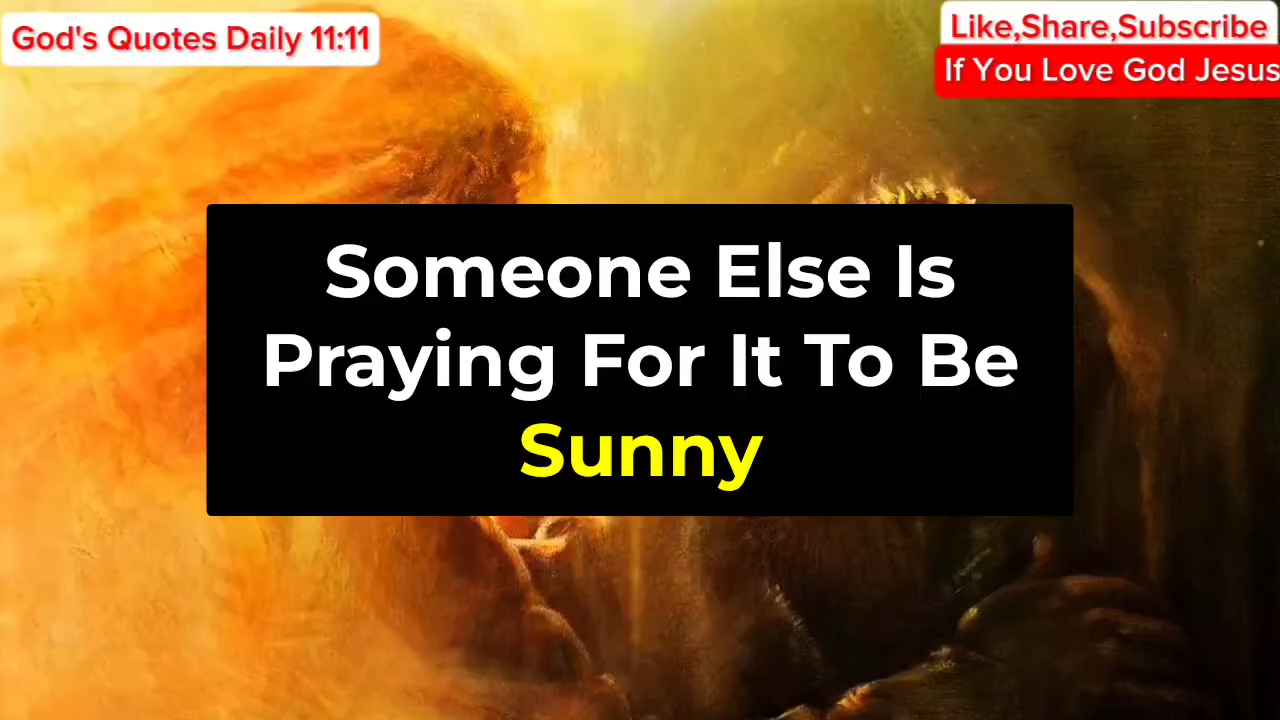 God's Quotes Daily 11:11
Like,Share,Subscribe
If You Love God Jesus
Someone Else Is
Praying For It To Be
Sunny